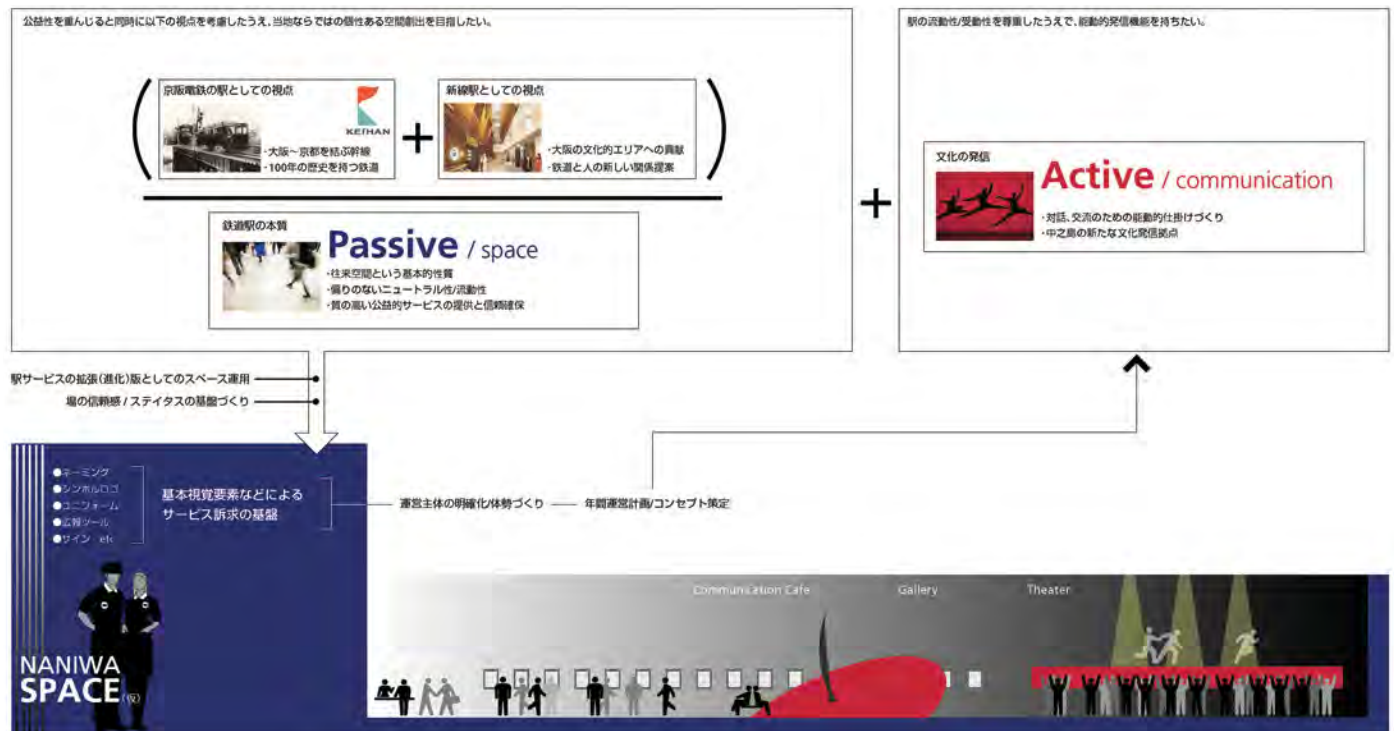 公益性を重んじると同時に以下の視点を考慮したうえ、当地ならではの個性ある空間創出を目指したい。
京阪電鉄の駅としての視点
KEIHAN
・大阪～京都を結ぶ幹線
・100年の歴史を持つ鉄道
+
新線駅としての視点
・大阪の文化的エリアへの貢献
・鉄道と人の新しい関係提案
鉄道駅の本質
Passive / space
・往来空間という基本的性質
・偏りのないニュートラル性/流動性
・質の高い公益的サービスの提供と信頼確保
+
駅の流動性/受動性を尊重したうえで、能動的発信機能を持ちたい。
文化の発信
Active / communication
・対話、交流のための能動的仕掛けづくり
・中之島の新たな文化発信拠点
駅サービスの拡張(進化)版としてのスペース運用
場の信頼感 / ステイタスの基盤づくり
●ネーミング
●シンボルロゴ
●ユニフォーム
●広報ツール
●サイン etc
基本視覚要素などによる
サービス訴求の基盤
運営主体の明確化/体勢づくり
年間運営計画/コンセプト策定
NANIWA
SPACE(仮)
Communication Cafe
Gallery
Theater